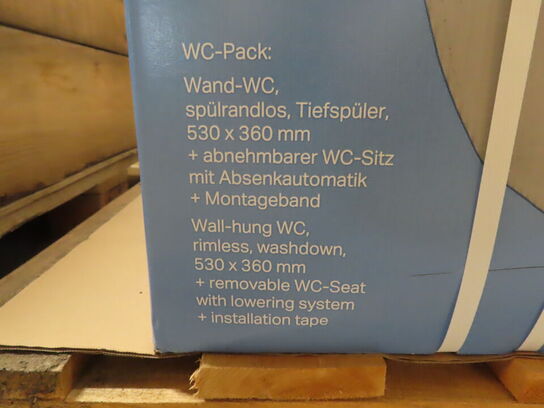 WC-Pack:
Wand-WC,
spülrandlos, Tiefspüler,
530 x 360 mm
+ abnehmbarer WC-Sitz
mit Absenkautomatik
+ Montageband
Wall-hung WC,
rimless, washdown,
530 x 360 mm
+ removable WC-Seat
with lowering system
+ installation tape